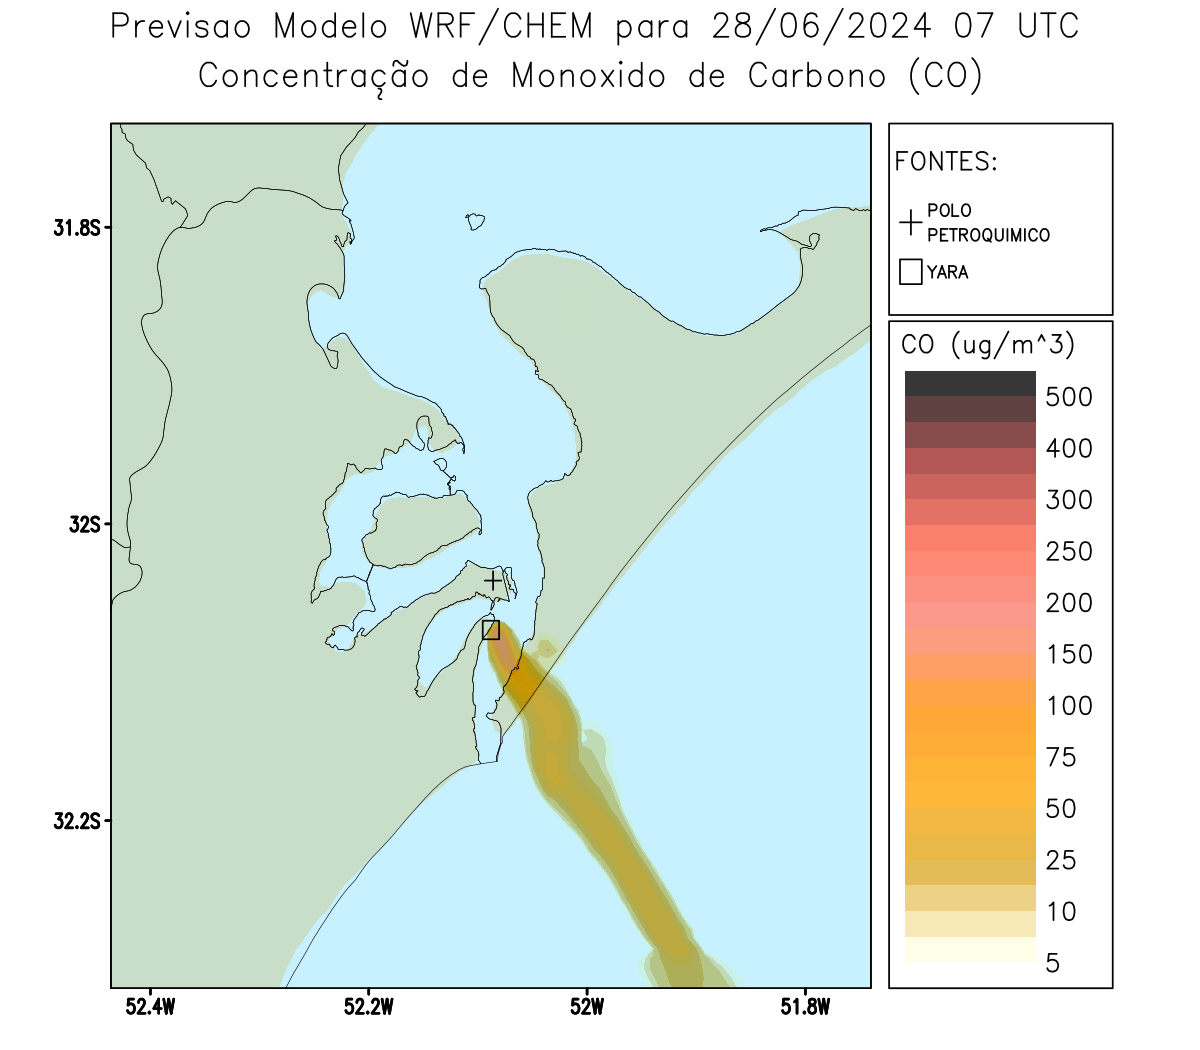 Previsao Modelo WRF/CHEM para 28/06/2024 07 UTC
Concentração de Monoxido de Carbono (CO)
FONTES:
POLO
PETROQUIMICO
YARA
CO (ug/m^3)
500
400
300
250
200
150
100
75
50
25
10
5
31.8S
32S
32.2S
52.4W
52.2W
52W
51.8W